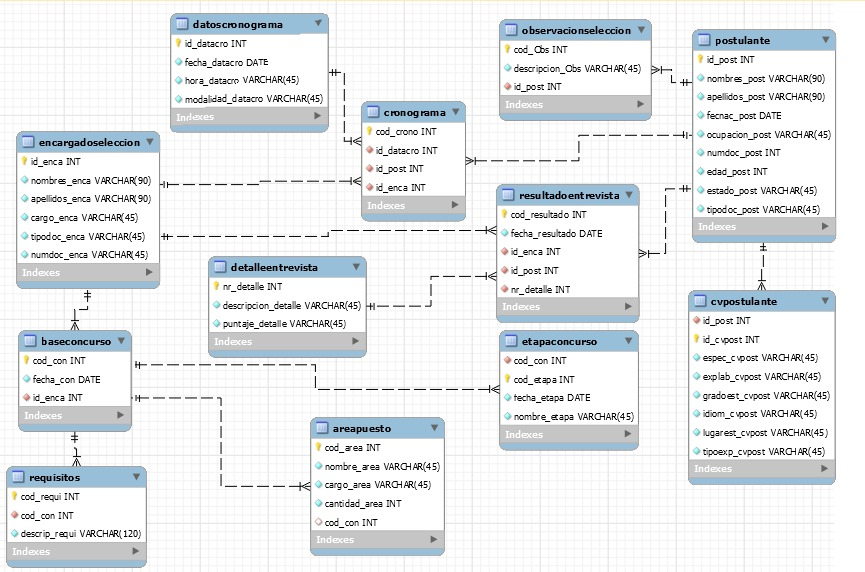 datoscronograma
id_datacro INT
fecha_datacro DATE
hora_datacro VARCHAR(45)
modalidad_datacro VARCHAR(45)
Indexes
observacionseleccion
cod_Obs INT
descripcion_Obs VARCHAR(45)
id_post INT
Indexes
postulante
id_post INT
nombres_post VARCHAR(90)
apellidos_post VARCHAR(90)
fecnac_post DATE
ocupacion_post VARCHAR(45)
numdoc_post INT
edad_post INT
estado_post VARCHAR(45)
tipodoc_post VARCHAR(45)
Indexes
cronograma
cod_crono INT
id_datacro INT
id_post INT
id_enca INT
Indexes
encargadoseleccion
id_enca INT
nombres_enca VARCHAR(90)
apellidos_enca VARCHAR(90)
cargo_enca VARCHAR(45)
tipodoc_enca VARCHAR(45)
numdoc_enca VARCHAR(45)
Indexes
resultadoentrevista
cod_resultado INT
fecha_resultado DATE
id_enca INT
id_post INT
nr_detalle INT
Indexes
detalleentrevista
nr_detalle INT
descripcion_detalle VARCHAR(45)
puntaje_detalle VARCHAR(45)
Indexes
cvpostulante
id_post INT
id_cvpost INT
espec_cvpost VARCHAR(45)
explab_cvpost VARCHAR(45)
gradoest_cvpost VARCHAR(45)
idiom_cvpost VARCHAR(45)
lugarest_cvpost VARCHAR(45)
tipoexp_cvpost VARCHAR(45)
Indexes
baseconcurso
cod_con INT
fecha_con DATE
id_enca INT
Indexes
etapaconcurso
cod_con INT
cod_etapa INT
fecha_etapa DATE
nombre_etapa VARCHAR(45)
Indexes
areapuesto
cod_area INT
nombre_area VARCHAR(45)
cargo_area VARCHAR(45)
cantidad_area INT
cod_con INT
Indexes
requisitos
cod_requi INT
cod_con INT
descrip_requi VARCHAR(120)
Indexes